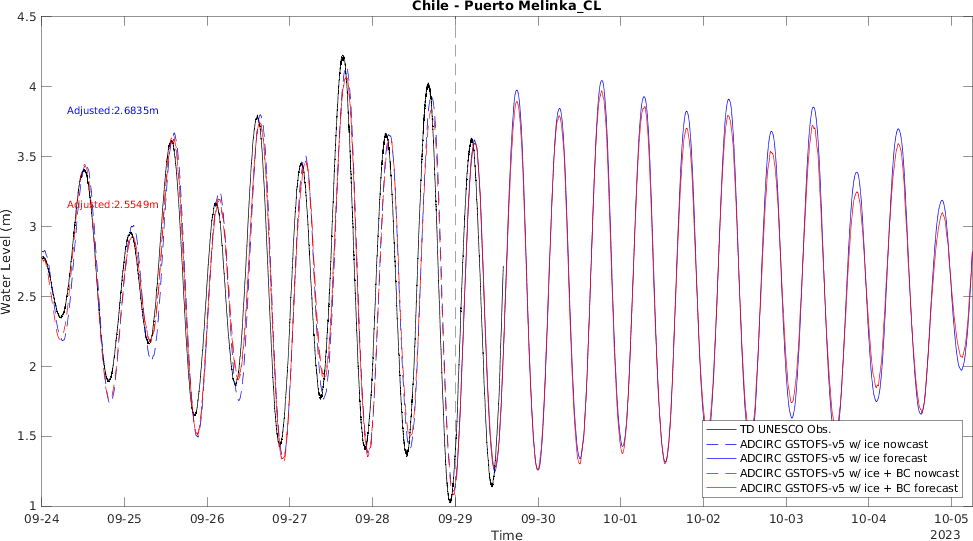 Chile - Puerto Melinka_CL
4.5
4
3.5
3
2.5
2
1.5
1
Water Level (m)
Adjusted:2.6835m
Adjusted:2.5549m
TD UNESCO Obs.
ADCIRC GSTOFS-v5 w/ ice nowcast
ADCIRC GSTOFS-v5 w/ ice forecast
ADCIRC GSTOFS-v5 w/ ice + BC nowcast
ADCIRC GSTOFS-v5 w/ ice + BC forecast
09-24 09-25 09-26 09-27 09-28 09-29 09-30 10-01 10-02 10-03 10-04 10-05
Time
2023